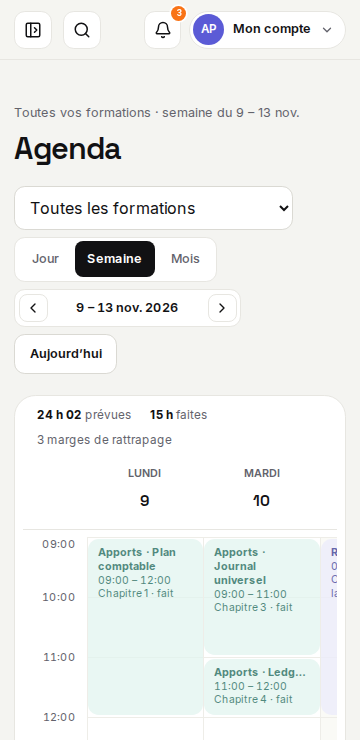 3
AP Mon compte
Toutes vos formations · semaine du 9 – 13 nov.
Agenda
Toutes les formations
Jour Semaine Mois
9 – 13 nov. 2026
Aujourd'hui
24 h 02 prévues 15 h faites
3 marges de rattrapage
LUNDI MARDI
9 10
09:00
10:00
11:00
12:00
Apports · Plan
comptable
09:00 – 12:00
Chapitre 1 · fait
Apports ·
Journal
universel
09:00 – 11:00
Chapitre 3 · fait
Apports · Ledg…
11:00 – 12:00
Chapitre 4 · fait